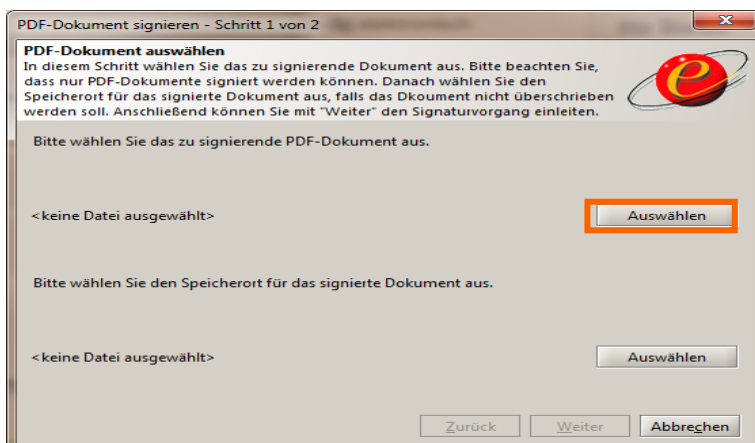 PDF-Dokument signieren - Schritt 1 von 2
PDF-Dokument auswählen
In diesem Schritt wählen Sie das zu signierende Dokument aus. Bitte beachten Sie,
dass nur PDF-Dokumente signiert werden können. Danach wählen Sie den
Speicherort für das signierte Dokument aus, falls das Dkoument nicht überschrieben
werden soll. Anschließend können Sie mit "Weiter" den Signaturvorgang einleiten.
Bitte wählen Sie das zu signierende PDF-Dokument aus.
<keine Datei ausgewählt>
Auswählen
Bitte wählen Sie den Speicherort für das signierte Dokument aus.
<keine Datei ausgewählt>
Auswählen
Zurück
Weiter
Abbrechen